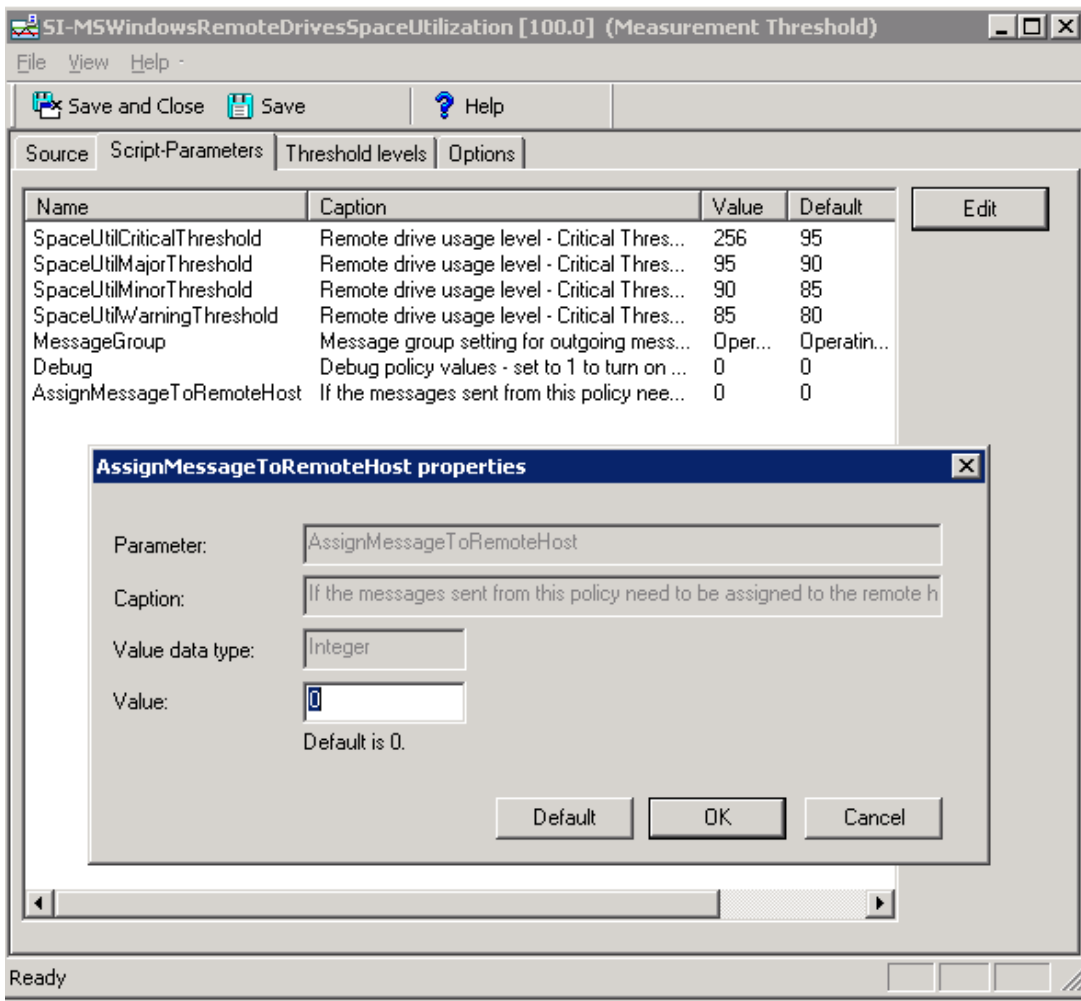 SI-MSWindowsRemoteDrivesSpaceUtilization [100.0] (Measurement Threshold)
File View Help
Save and Close Save Help
Source Script-Parameters Threshold levels Options
Name Caption Value Default Edit
SpaceUtilCriticalThreshold Remote drive usage level - Critical Thres... 256 95
SpaceUtilMajorThreshold Remote drive usage level - Critical Thres... 95 90
SpaceUtilMinorThreshold Remote drive usage level - Critical Thres... 90 85
SpaceUtilWarningThreshold Remote drive usage level - Critical Thres... 85 80
MessageGroup Message group setting for outgoing mess... Oper... Operatin...
Debug Debug policy values - set to 1 to turn on ... 0 0
AssignMessageToRemoteHost If the messages sent from this policy nee... 0 0
AssignMessageToRemoteHost properties
Parameter: AssignMessageToRemoteHost
Caption: If the messages sent from this policy need to be assigned to the remote h
Value data type: Integer
Value: 0
Default is 0.
Default OK Cancel
Ready